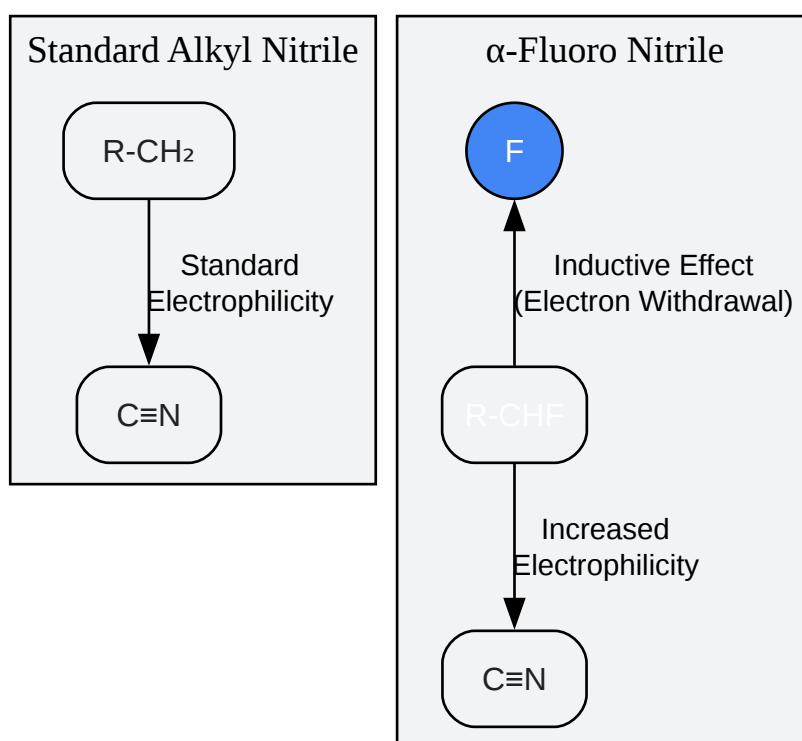 Standard Alkyl Nitrile
R-CH₂
Standard
Electrophilicity
C≡N
α-Fluoro Nitrile
F
Inductive Effect
(Electron Withdrawal)
R-CHF
Increased
Electrophilicity
C≡N